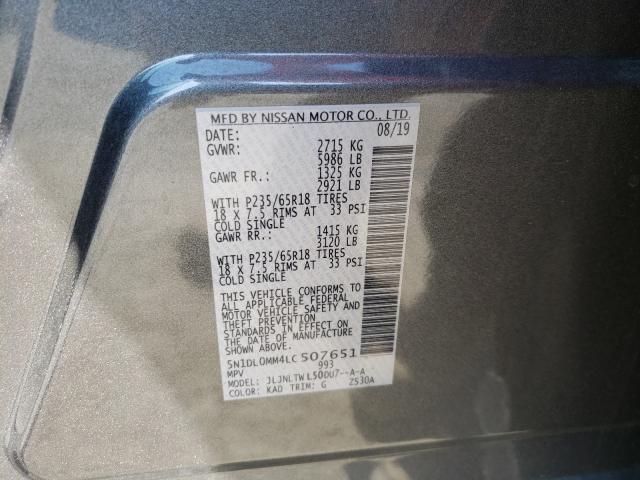 MFD BY NISSAN MOTOR CO., LTD.
DATE: 08/19
GVWR: 2715 KG
5986 LB
GAWR FR.: 1325 KG
2921 LB
WITH P235/65R18 TIRES
18 X 7.5 RIMS AT 33 PSI
COLD SINGLE
GAWR RR.: 1415 KG
3120 LB
WITH P235/65R18 TIRES
18 X 7.5 RIMS AT 33 PSI
COLD SINGLE
THIS VEHICLE CONFORMS TO
ALL APPLICABLE FEDERAL
MOTOR VEHICLE SAFETY AND
THEFT PREVENTION
STANDARDS IN EFFECT ON
THE DATE OF MANUFACTURE
SHOWN ABOVE.
5N1DL0MM4LC507651
MPV 993
MODEL: JLJNLTWL50DU7--A-A
COLOR: KAD TRIM: G ZS30A